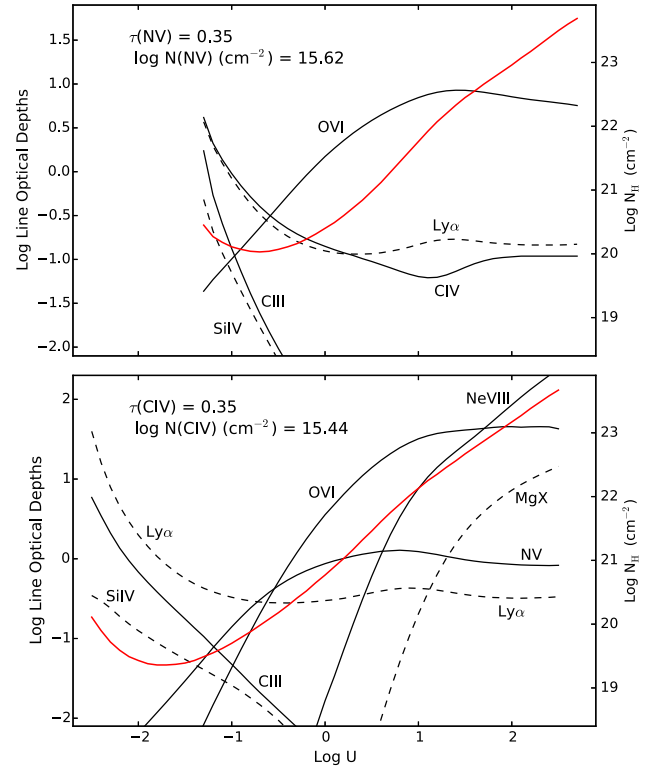 τ(NV) = 0.35
log N(NV) (cm⁻²) = 15.62
OVI
Lyα
CIV
CIII
SiIV
1.5
1.0
0.5
0.0
−0.5
−1.0
−1.5
−2.0
Log Line Optical Depths
23
22
21
20
19
Log N_H (cm⁻²)
τ(CIV) = 0.35
log N(CIV) (cm⁻²) = 15.44
NeVIII
OVI
MgX
Lyα
NV
SiIV
Lyα
CIII
2
1
0
−1
−2
Log Line Optical Depths
23
22
21
20
19
Log N_H (cm⁻²)
−2 −1 0 1 2
Log U